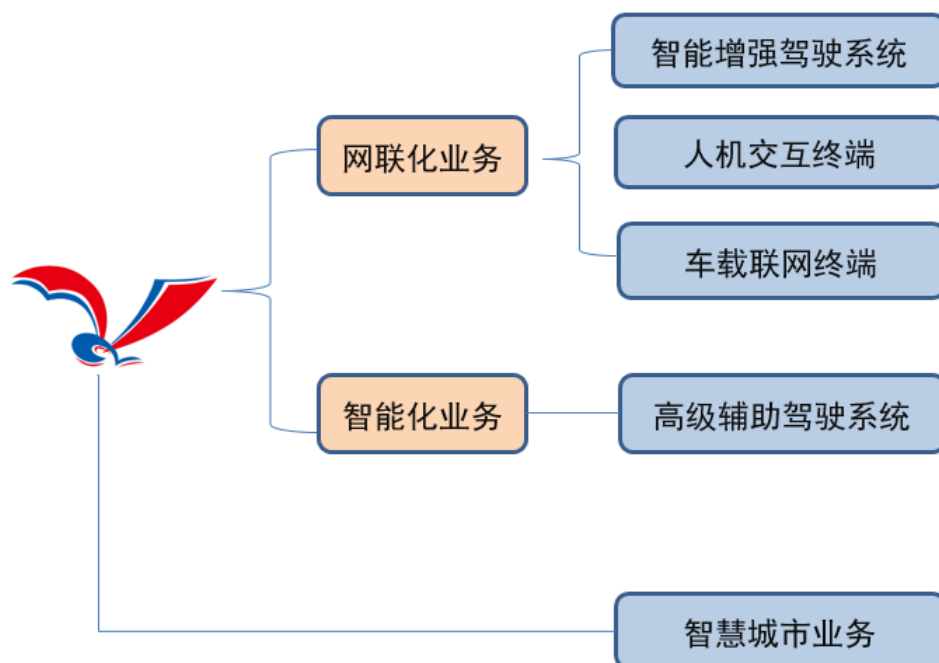 智能增强驾驶系统
网联化业务
人机交互终端
车载联网终端
智能化业务
高级辅助驾驶系统
智慧城市业务